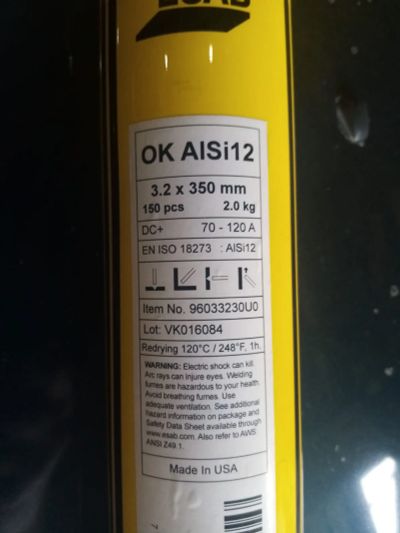 ESAB
OK AlSi12
3.2 x 350 mm
150 pcs 2.0 kg
DC+ 70 - 120 A
EN ISO 18273 : AlSi12
Item No. 96033230U0
Lot: VK016084
Redrying 120°C / 248°F, 1h.
WARNING: Electric shock can kill.
Arc rays can injure eyes. Welding
fumes are hazardous to your health.
Avoid breathing fumes. Use
adequate ventilation. See additional
hazard information on package and
Safety Data Sheet available through
www.esab.com. Also refer to AWS
ANSI Z49.1.
Made In USA
7